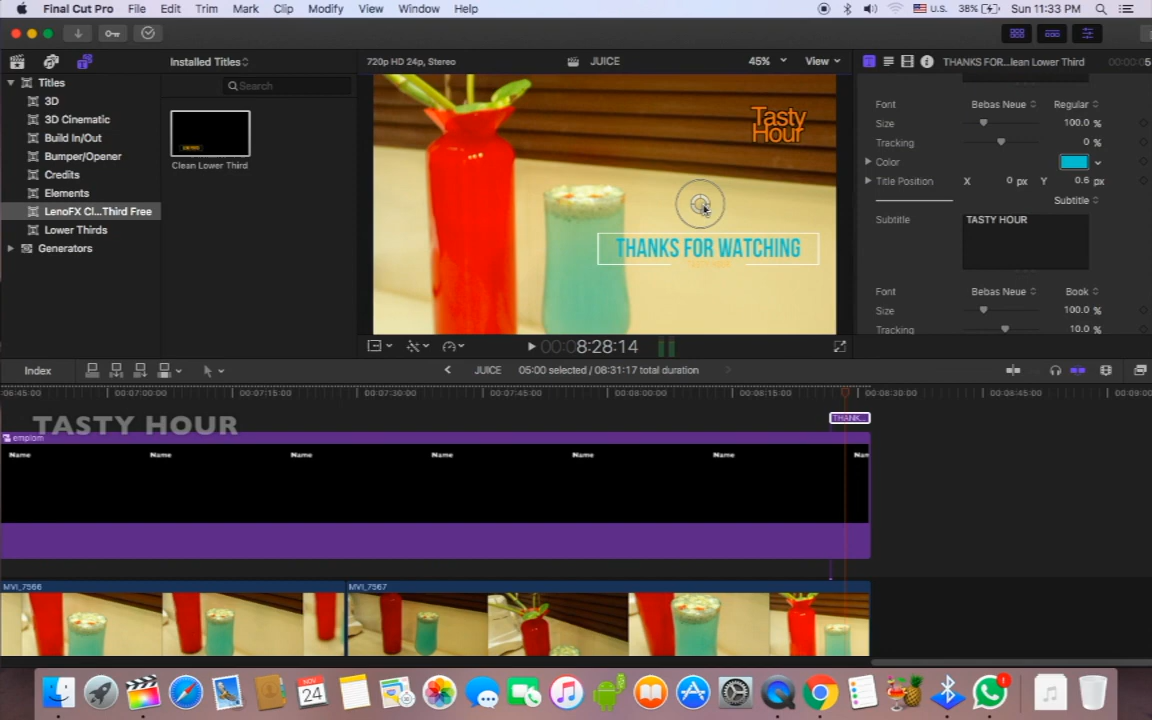 Final Cut Pro File Edit Trim Mark Clip Modify View Window Help U.S. 38% Sun 11:33 PM
Installed Titles 720p HD 24p, Stereo JUICE 45% View THANKS FOR...lean Lower Third
Titles
Search
3D
3D Cinematic
Build In/Out
Bumper/Opener
Credits
Elements
LenoFX Cl...Third Free
Lower Thirds
Generators
Clean Lower Third
Tasty
Hour
THANKS FOR WATCHING
TASTY HOUR
Font Bebas Neue Regular
Size 100.0 %
Tracking 0 %
Color
Title Position X 0 px Y 0.6 px
Subtitle
Subtitle TASTY HOUR
Font Bebas Neue Book
Size 100.0 %
Tracking 10.0 %
00:08:28:14
Index JUICE 05:00 selected / 08:31:17 total duration
:06:45:00 00:07:00:00 00:07:15:00 00:07:30:00 00:07:45:00 00:08:00:00 00:08:15:00 00:08:30:00 00:08:45:00 00:09:00
THANK...
TASTY HOUR
emplom
Name Name Name Name Name Name Nam
MVI_7566 MVI_7567
NOV
24